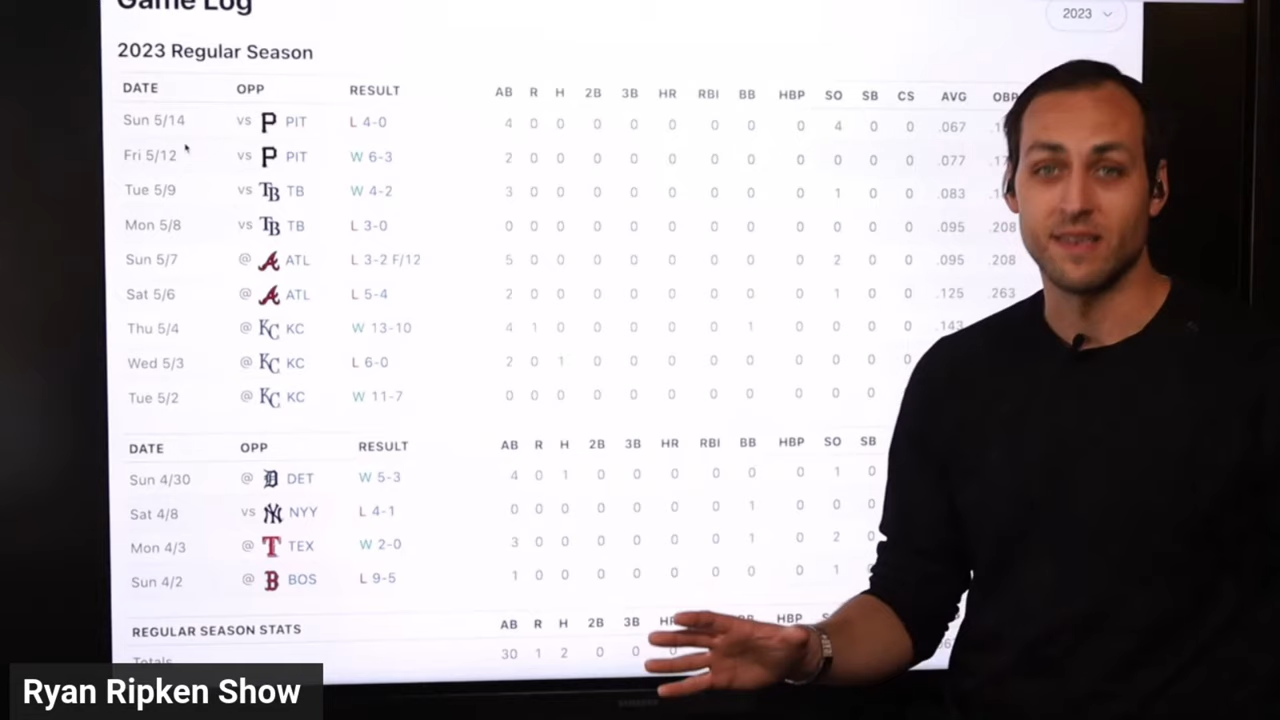 Game Log
2023
2023 Regular Season
DATE OPP RESULT AB R H 2B 3B HR RBI BB HBP SO SB CS AVG OBP
Sun 5/14 vs P PIT L 4-0 4 0 0 0 0 0 0 0 0 4 0 0 .067
Fri 5/12 vs P PIT W 6-3 2 0 0 0 0 0 0 0 0 0 0 0 .077
Tue 5/9 vs TB TB W 4-2 3 0 0 0 0 0 0 0 0 1 0 0 .083
Mon 5/8 vs TB TB L 3-0 0 0 0 0 0 0 0 0 0 0 0 0 .095 .208
Sun 5/7 @ A ATL L 3-2 F/12 5 0 0 0 0 0 0 0 0 2 0 0 .095 .208
Sat 5/6 @ A ATL L 5-4 2 0 0 0 0 0 0 0 0 1 0 0 .125 .263
Thu 5/4 @ KC KC W 13-10 4 1 0 0 0 0 0 1 0 0 0 0 .143
Wed 5/3 @ KC KC L 6-0 2 0 1 0 0 0 0 0 0 0 0 0
Tue 5/2 @ KC KC W 11-7 0 0 0 0 0 0 0 0 0 0 0
DATE OPP RESULT AB R H 2B 3B HR RBI BB HBP SO SB
Sun 4/30 @ D DET W 5-3 4 0 1 0 0 0 0 0 0 1 0
Sat 4/8 vs NY NYY L 4-1 0 0 0 0 0 0 0 1 0 0 0
Mon 4/3 @ T TEX W 2-0 3 0 0 0 0 0 0 1 0 2 0
Sun 4/2 @ B BOS L 9-5 1 0 0 0 0 0 0 0 0 1
REGULAR SEASON STATS AB R H 2B 3B HR BB HBP
Totals 30 1 2 0 0 0
SAMSUNG
Ryan Ripken Show